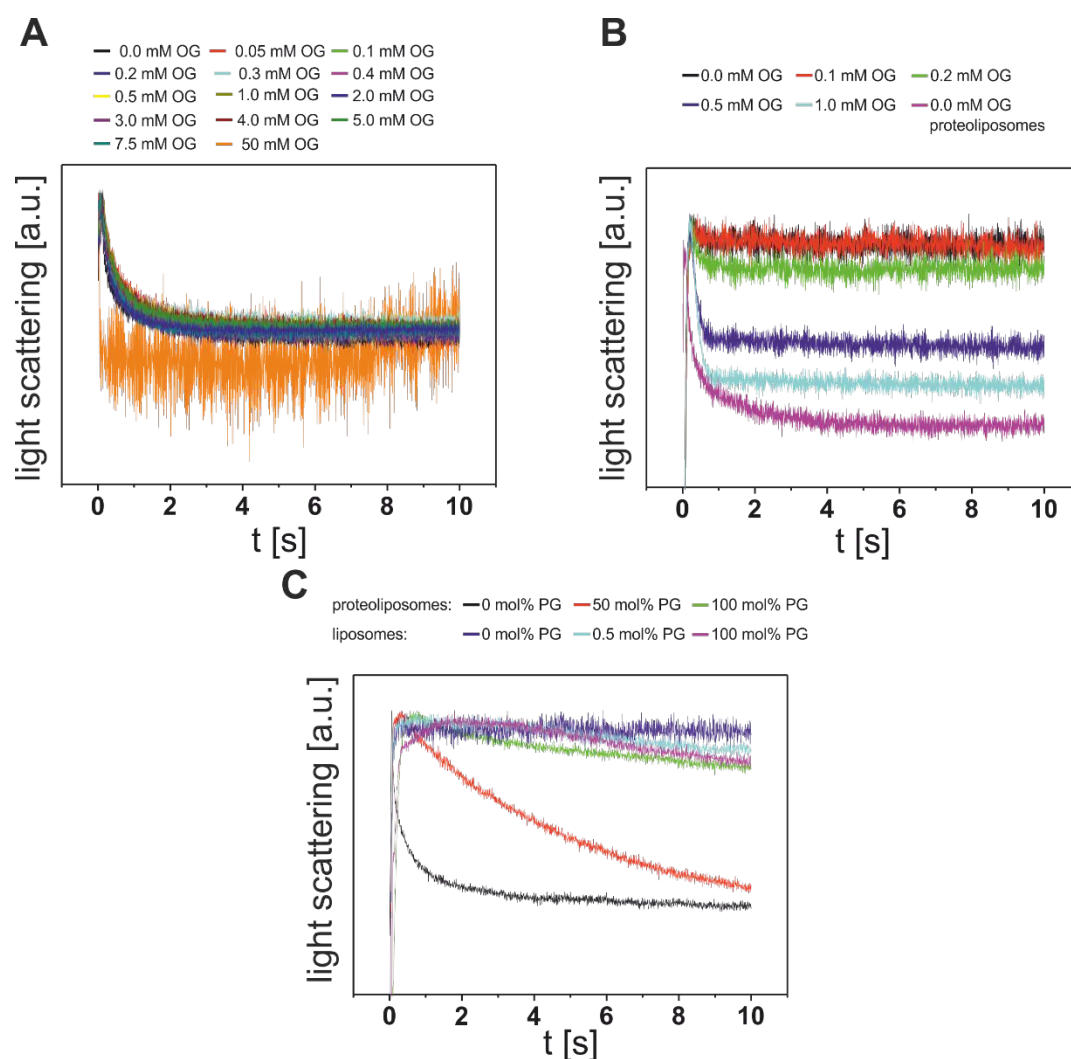 A
0.0 mM OG 0.05 mM OG 0.1 mM OG
0.2 mM OG 0.3 mM OG 0.4 mM OG
0.5 mM OG 1.0 mM OG 2.0 mM OG
3.0 mM OG 4.0 mM OG 5.0 mM OG
7.5 mM OG 50 mM OG
light scattering [a.u.]
0 2 4 6 8 10
t [s]
B
0.0 mM OG 0.1 mM OG 0.2 mM OG
0.5 mM OG 1.0 mM OG 0.0 mM OG
proteoliposomes
light scattering [a.u.]
0 2 4 6 8 10
t [s]
C
proteoliposomes: 0 mol% PG 50 mol% PG 100 mol% PG
liposomes: 0 mol% PG 0.5 mol% PG 100 mol% PG
light scattering [a.u.]
0 2 4 6 8 10
t [s]